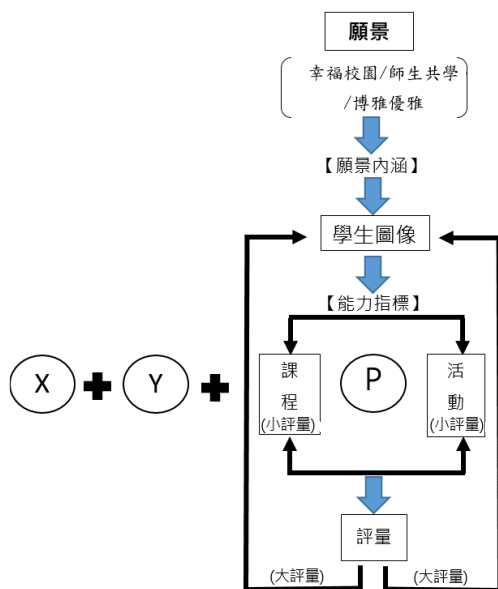 願景
幸福校園/師生共學
/博雅優雅
【願景內涵】
學生圖像
【能力指標】
X
Y
課
程
(小評量)
P
活
動
(小評量)
評量
(大評量)
(大評量)